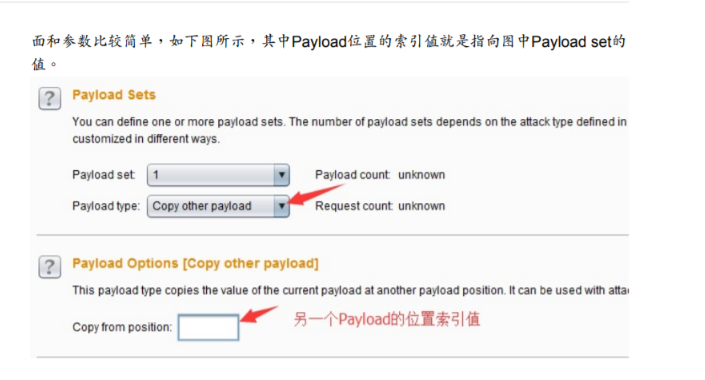 面和参数比较简单，如下图所示，其中Payload位置的索引值就是指向图中Payload set的
值。
? Payload Sets
You can define one or more payload sets. The number of payload sets depends on the attack type defined in
customized in different ways.
Payload set: 1 Payload count: unknown
Payload type: Copy other payload Request count: unknown
? Payload Options [Copy other payload]
This payload type copies the value of the current payload at another payload position. It can be used with
Copy from position: 另一个Payload的位置索引值